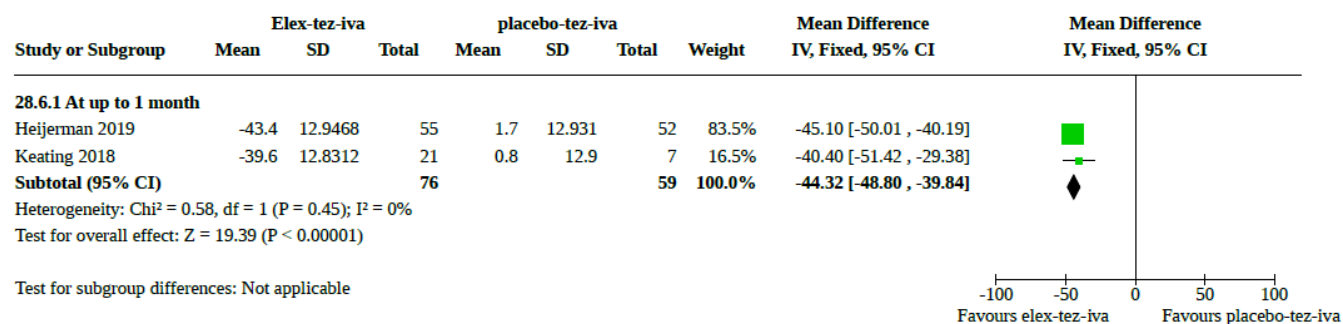 Elex-tez-iva placebo-tez-iva Mean Difference Mean Difference
Study or Subgroup Mean SD Total Mean SD Total Weight IV, Fixed, 95% CI IV, Fixed, 95% CI
28.6.1 At up to 1 month
Heijerman 2019 -43.4 12.9468 55 1.7 12.931 52 83.5% -45.10 [-50.01 , -40.19]
Keating 2018 -39.6 12.8312 21 0.8 12.9 7 16.5% -40.40 [-51.42 , -29.38]
Subtotal (95% CI) 76 59 100.0% -44.32 [-48.80 , -39.84]
Heterogeneity: Chi² = 0.58, df = 1 (P = 0.45); I² = 0%
Test for overall effect: Z = 19.39 (P < 0.00001)
Test for subgroup differences: Not applicable
-100 -50 0 50 100
Favours elex-tez-iva Favours placebo-tez-iva